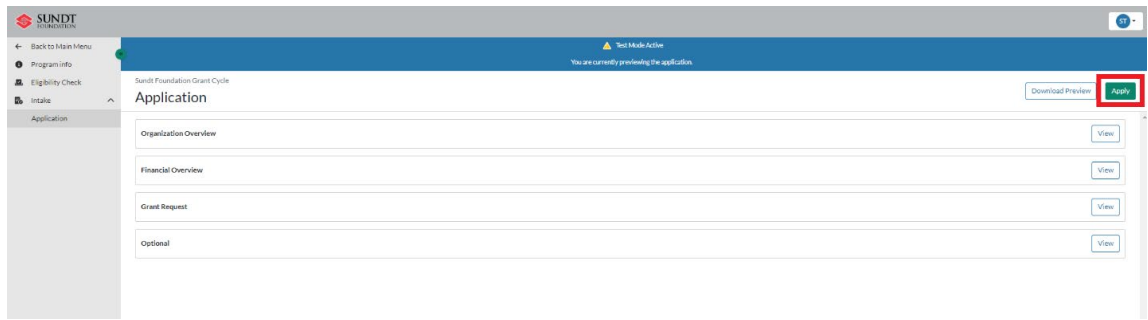 SUNDT
FOUNDATION
ST
Back to Main Menu
Program info
Eligibility Check
Intake
Application
Test Mode Active
You are currently previewing the application.
Sundt Foundation Grant Cycle
Application
Download Preview
Apply
Organization Overview
View
Financial Overview
View
Grant Request
View
Optional
View